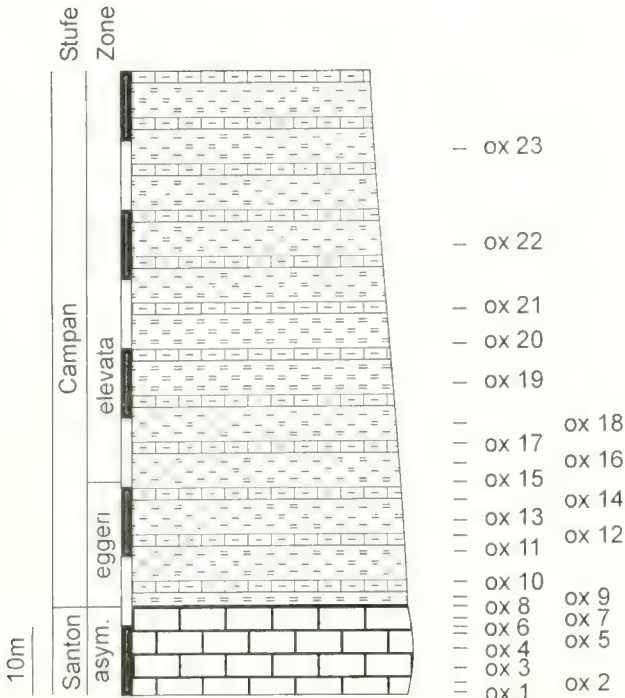 Stufe
Zone
Campan
elevata
eggeri
Santon
asym.
10m
ox 23
ox 22
ox 21
ox 20
ox 19
ox 18
ox 17
ox 16
ox 15
ox 14
ox 13
ox 12
ox 11
ox 10
ox 9
ox 8
ox 7
ox 6
ox 5
ox 4
ox 3
ox 2
ox 1